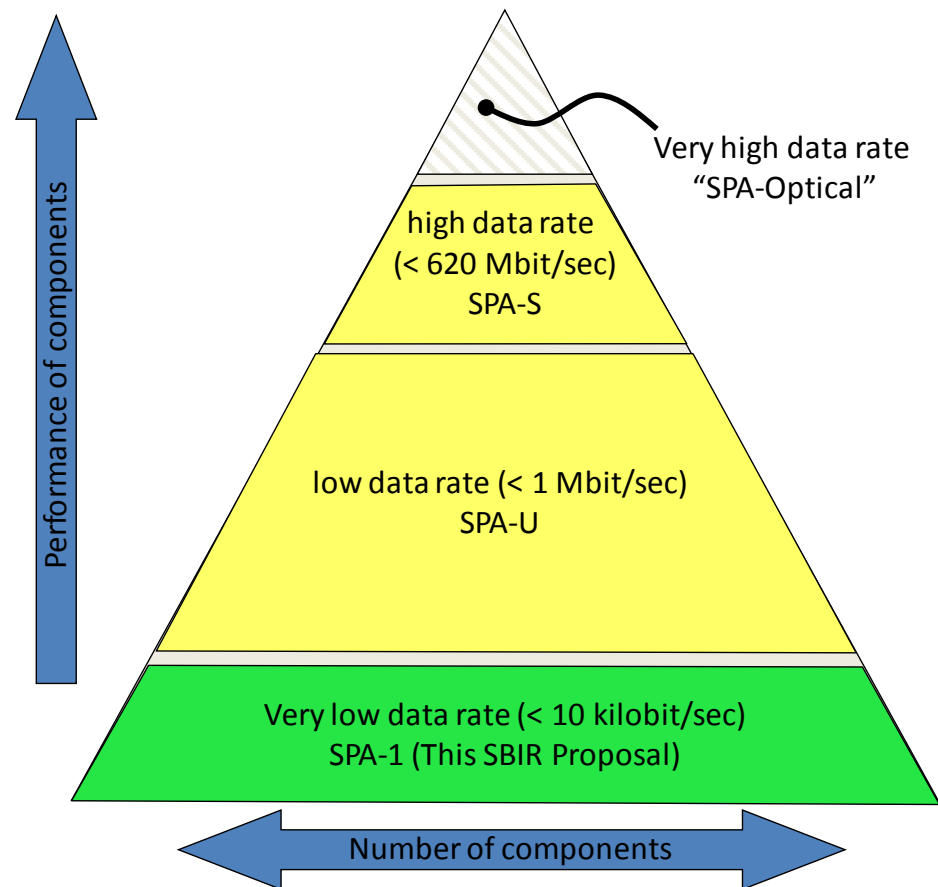 Performance of components
Very high data rate
“SPA-Optical”
high data rate
(< 620 Mbit/sec)
SPA-S
low data rate (< 1 Mbit/sec)
SPA-U
Very low data rate (< 10 kilobit/sec)
SPA-1 (This SBIR Proposal)
Number of components